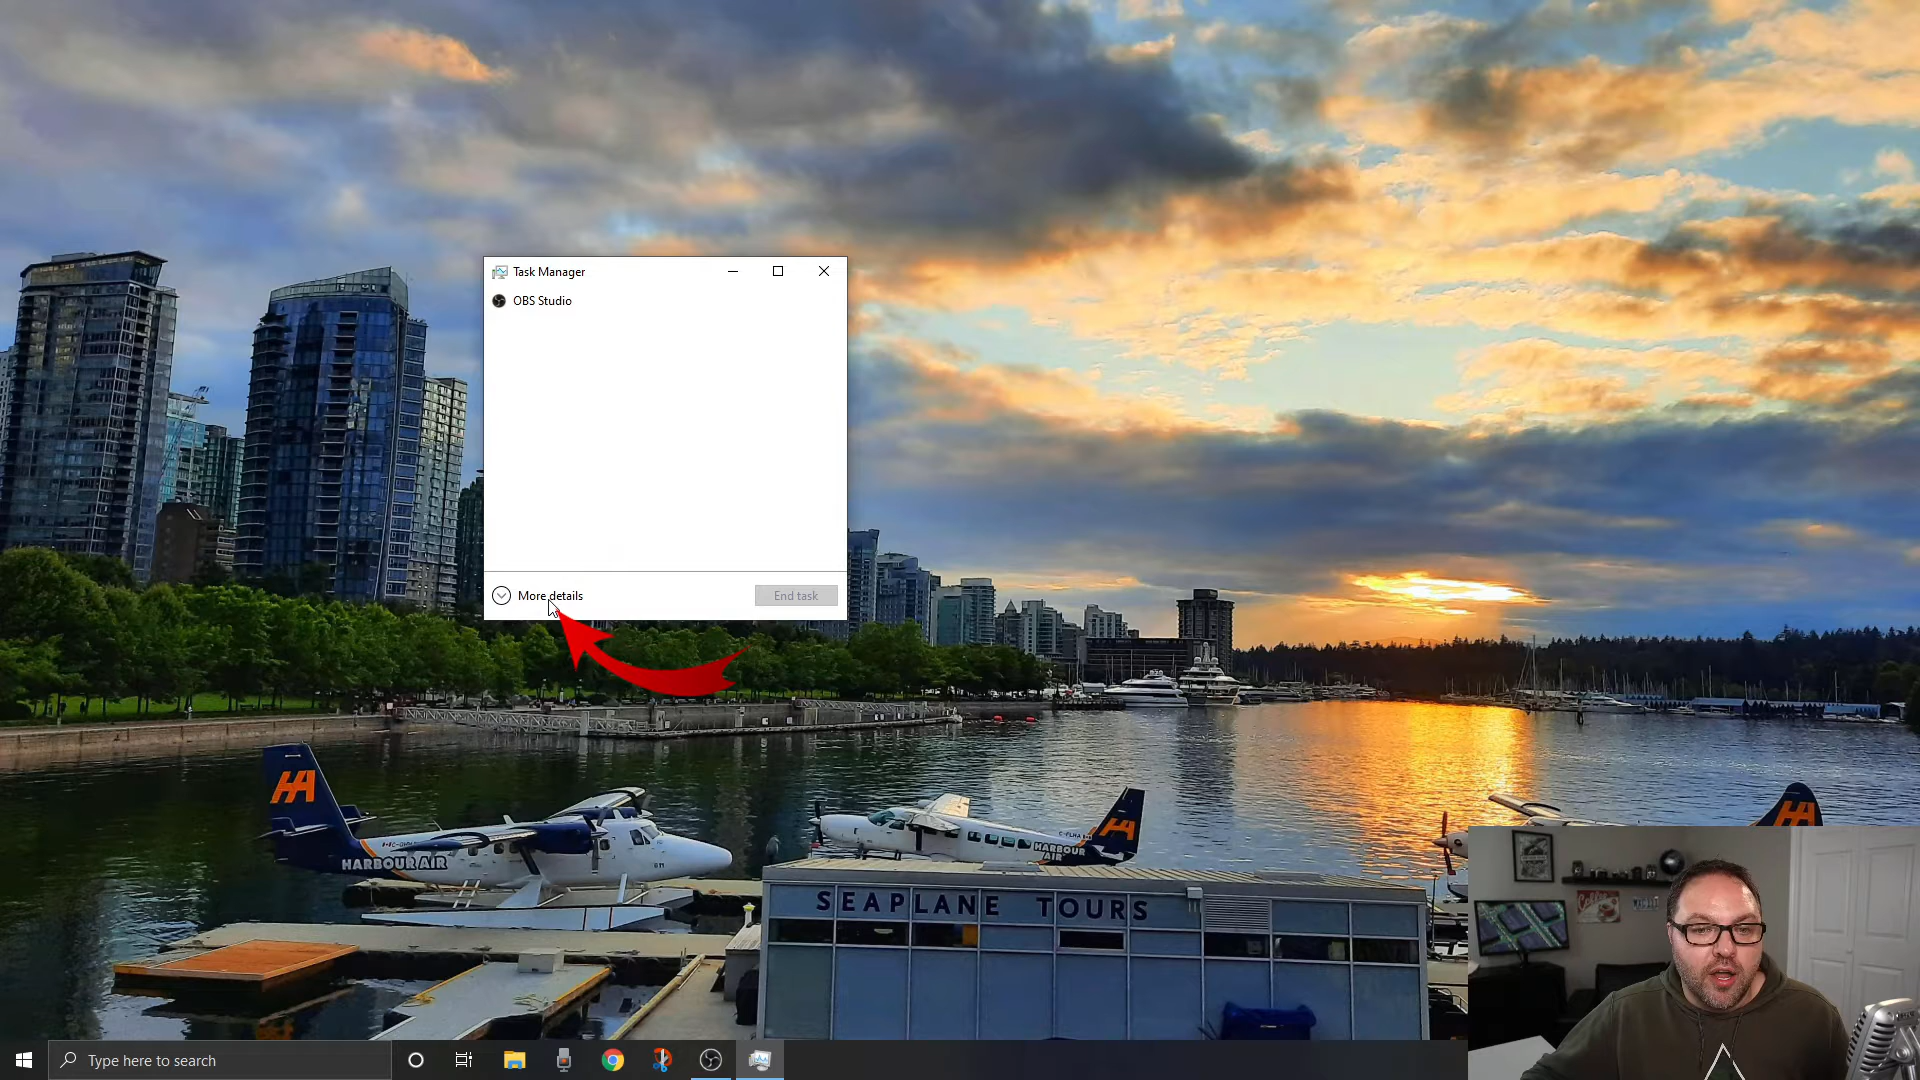 Task Manager
OBS Studio
More details
End task
HA
HARBOUR AIR
HARBOUR
AIR
SEAPLANE TOURS
Type here to search